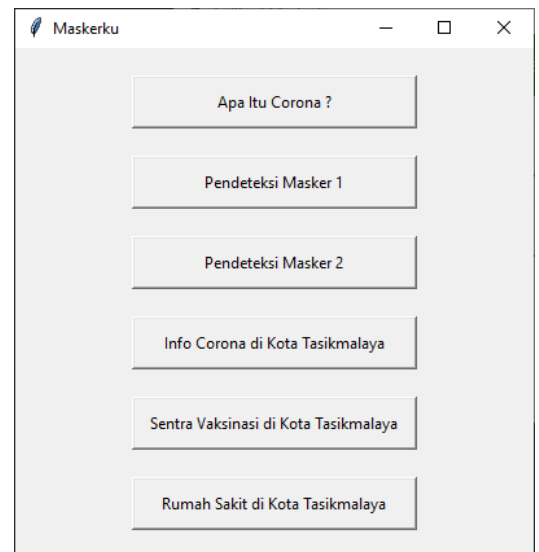 Maskerku
Apa Itu Corona ?
Pendeteksi Masker 1
Pendeteksi Masker 2
Info Corona di Kota Tasikmalaya
Sentra Vaksinasi di Kota Tasikmalaya
Rumah Sakit di Kota Tasikmalaya